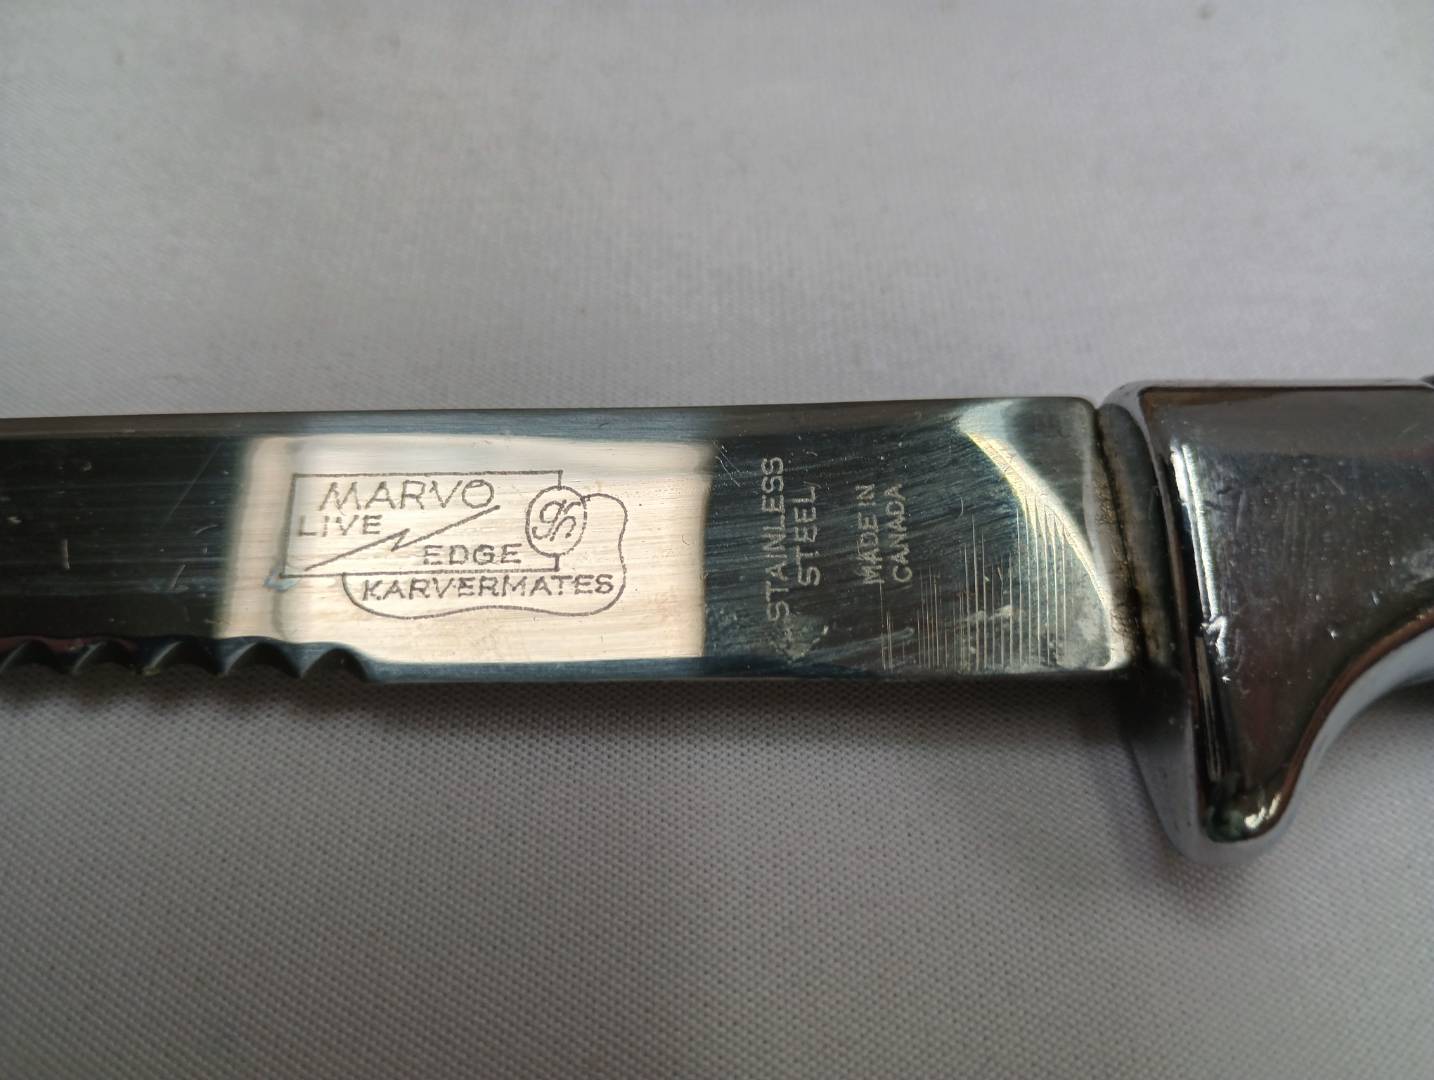 MARVO
LIVE
EDGE
KARVERMATES
STAINLESS
STEEL
MADE IN
CANADA